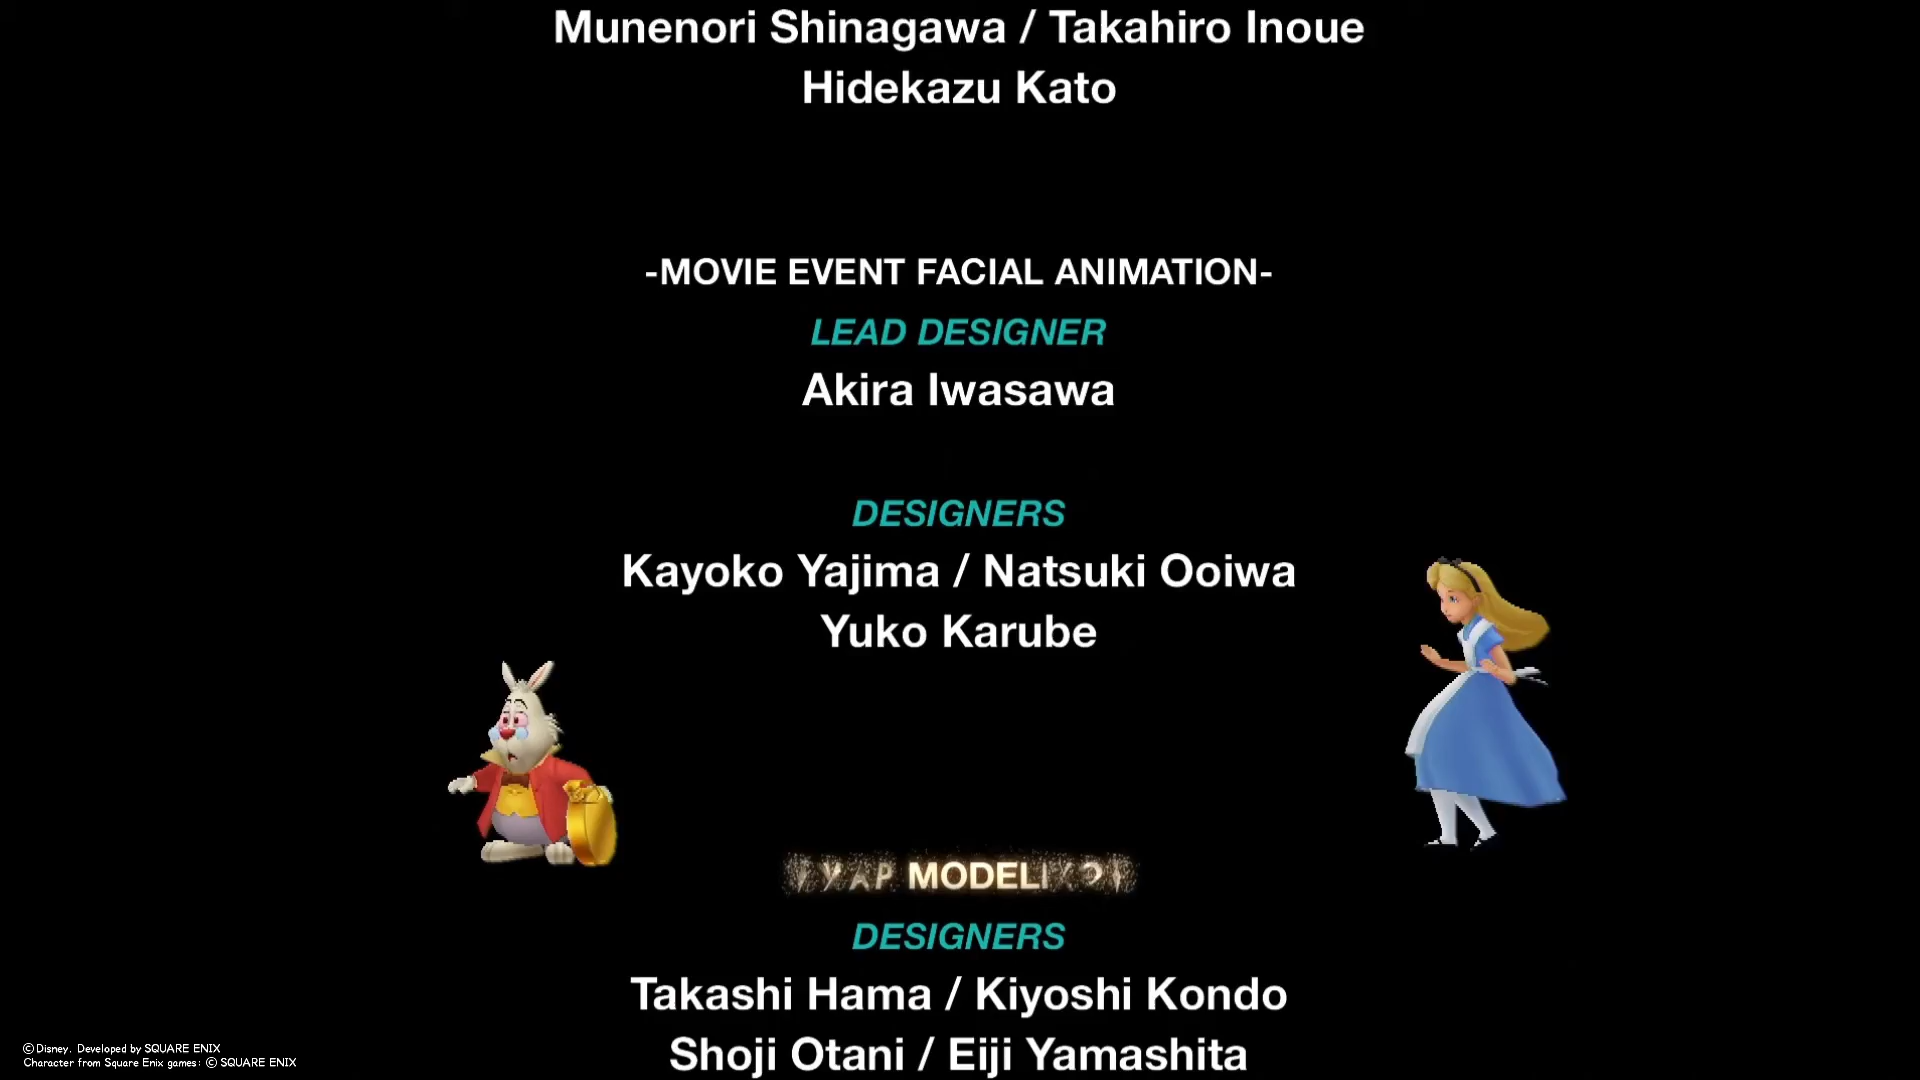 Munenori Shinagawa / Takahiro Inoue
Hidekazu Kato
-MOVIE EVENT FACIAL ANIMATION-
LEAD DESIGNER
Akira Iwasawa
DESIGNERS
Kayoko Yajima / Natsuki Ooiwa
Yuko Karube
MODEL
DESIGNERS
Takashi Hama / Kiyoshi Kondo
Shoji Otani / Eiji Yamashita
© Disney. Developed by SQUARE ENIX
Character from Square Enix games: © SQUARE ENIX